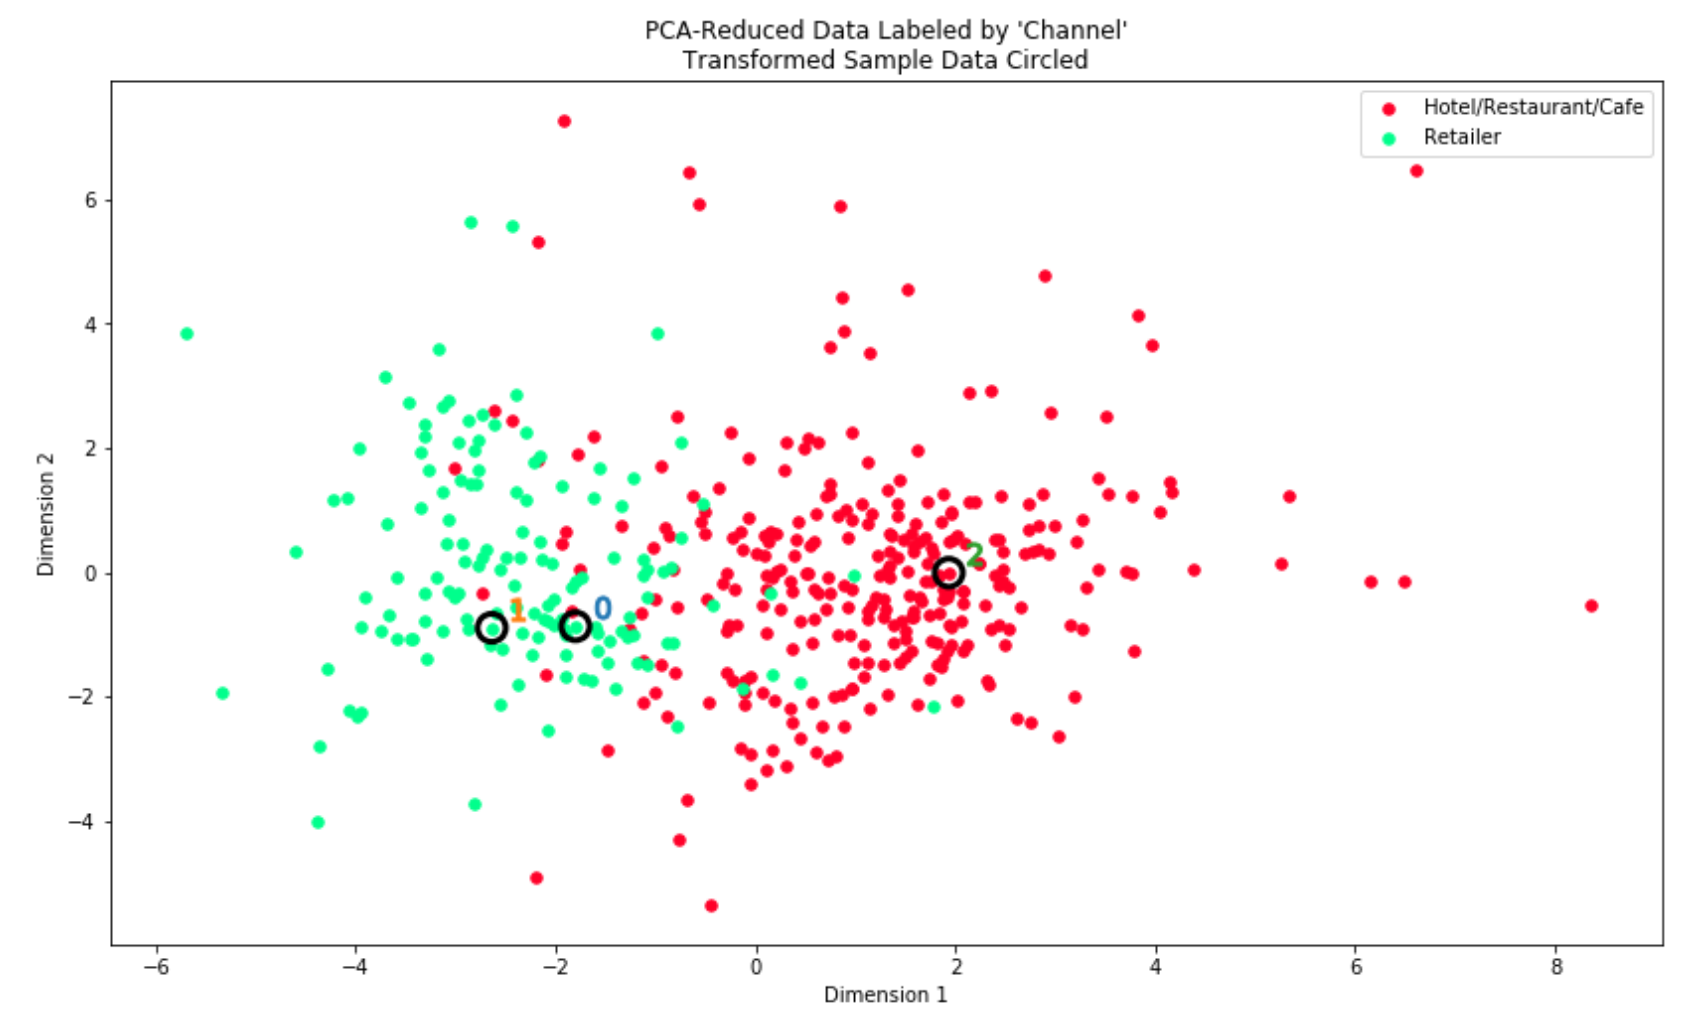 PCA-Reduced Data Labeled by 'Channel'
Transformed Sample Data Circled
Hotel/Restaurant/Cafe
Retailer
6
4
2
0
−2
−4
Dimension 2
2
1
0
−6
−4
−2
0
2
4
6
8
Dimension 1